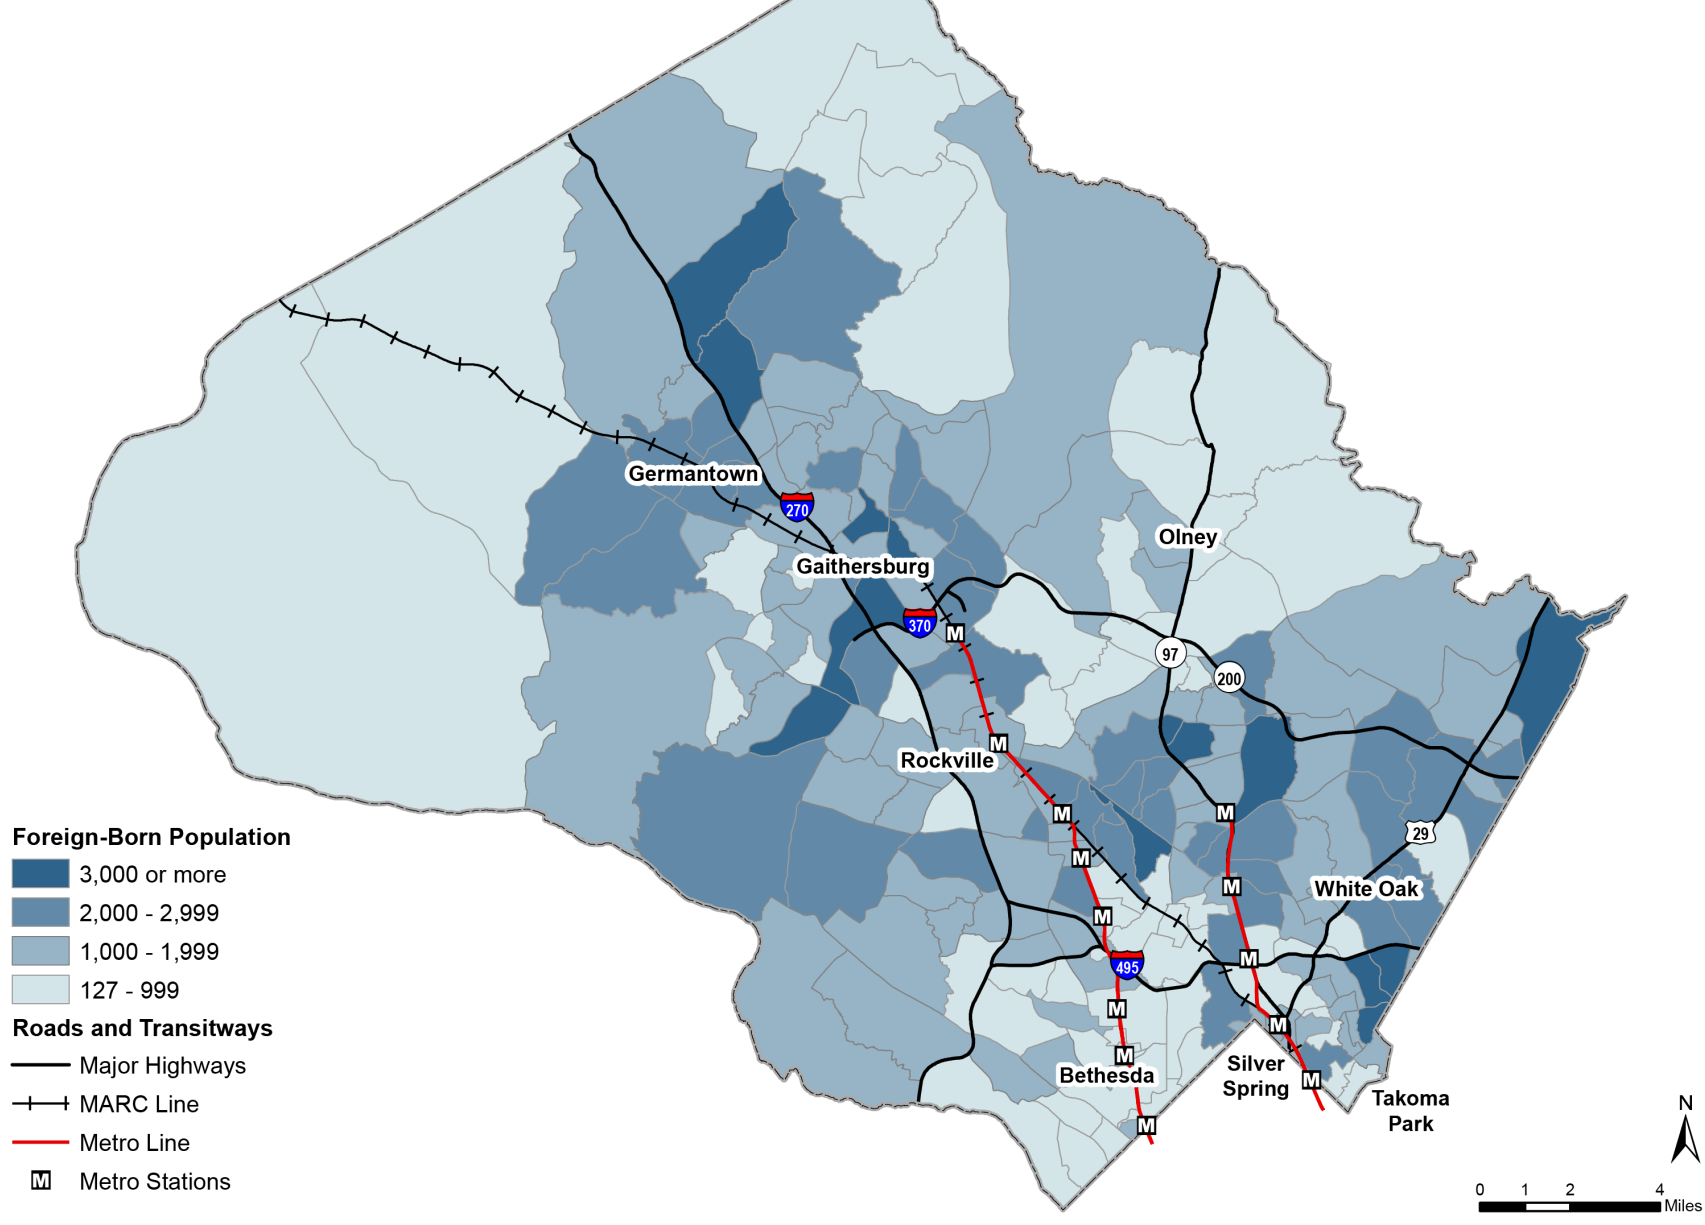 Germantown
270
Gaithersburg
370
Olney
97
200
Rockville
29
White Oak
495
Bethesda
Silver
Spring
Takoma
Park
M
M
M
M
M
M
M
M
M
M
M
M
M
Foreign-Born Population
3,000 or more
2,000 - 2,999
1,000 - 1,999
127 - 999
Roads and Transitways
Major Highways
MARC Line
Metro Line
M Metro Stations
N
0 1 2 4
Miles